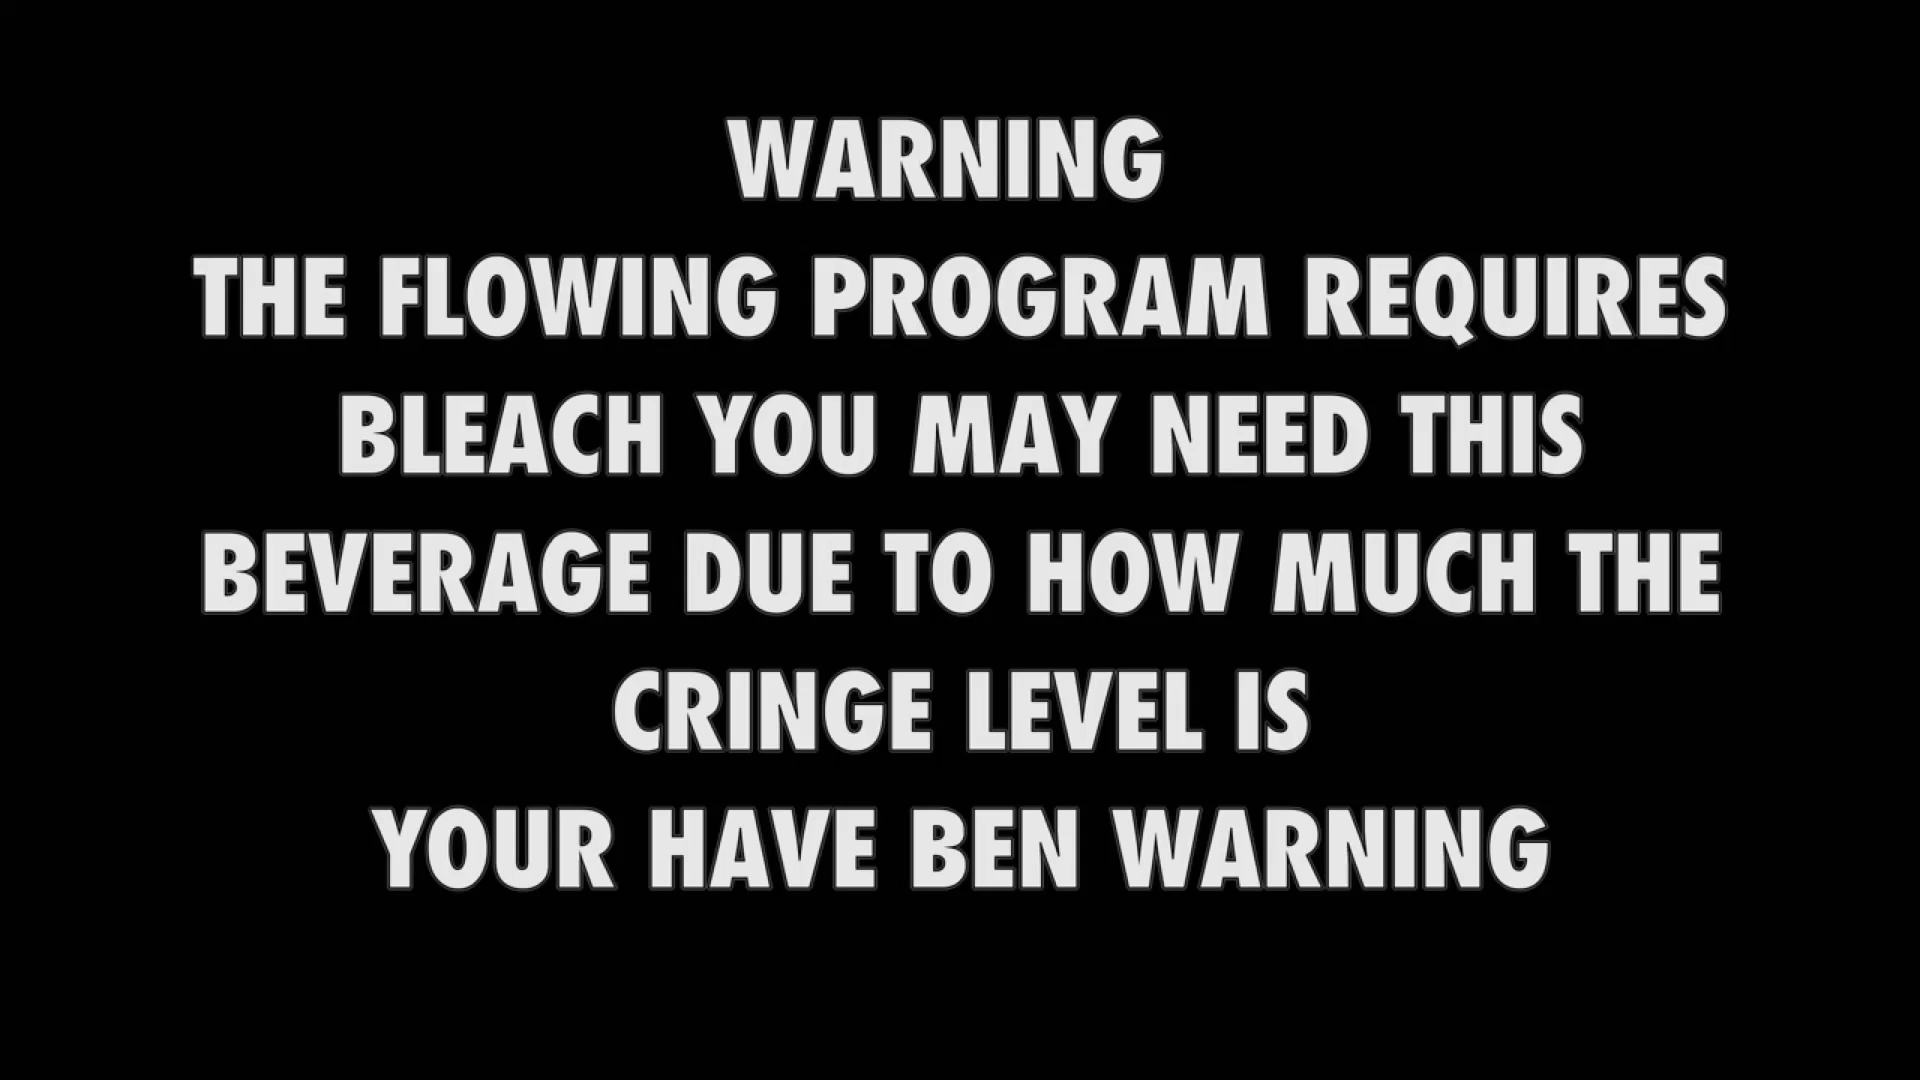 WARNING
THE FLOWING PROGRAM REQUIRES
BLEACH YOU MAY NEED THIS
BEVERAGE DUE TO HOW MUCH THE
CRINGE LEVEL IS
YOUR HAVE BEN WARNING